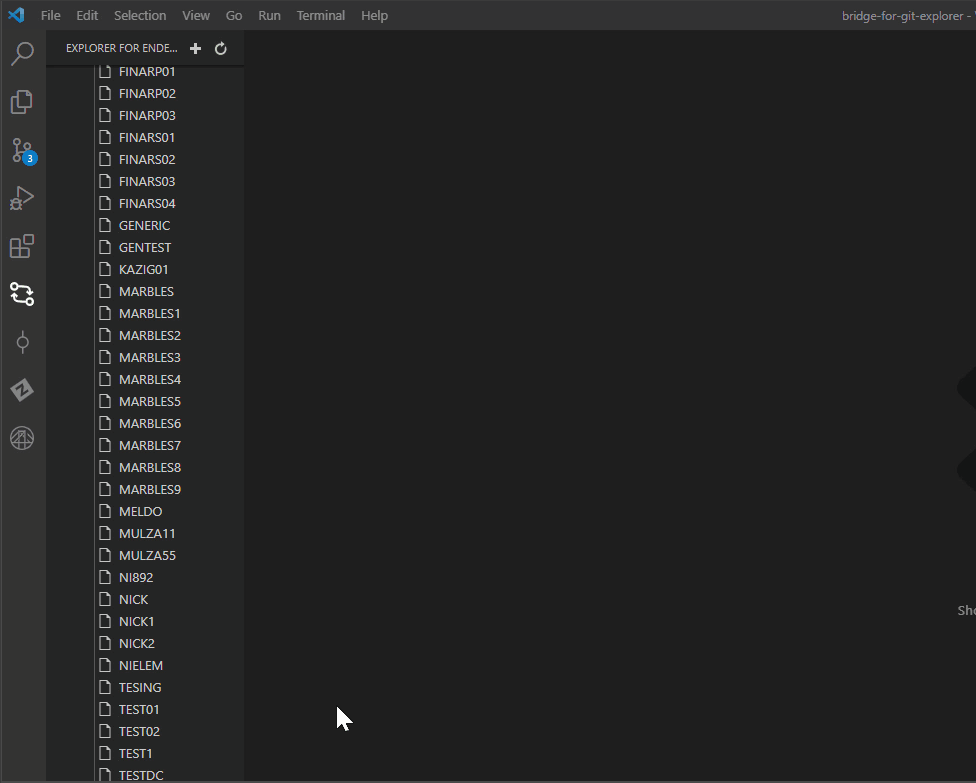 File Edit Selection View Go Run Terminal Help
bridge-for-git-explorer -
EXPLORER FOR ENDE...
FINARP01
FINARP02
FINARP03
FINARS01
FINARS02
3
FINARS03
FINARS04
GENERIC
GENTEST
KAZIG01
MARBLES
MARBLES1
MARBLES2
MARBLES3
MARBLES4
MARBLES5
MARBLES6
MARBLES7
MARBLES8
MARBLES9
MELDO
MULZA11
MULZA55
NI892
NICK
NICK1
Sho
NICK2
NIELEM
TESING
TEST01
TEST02
TEST1
TESTDC